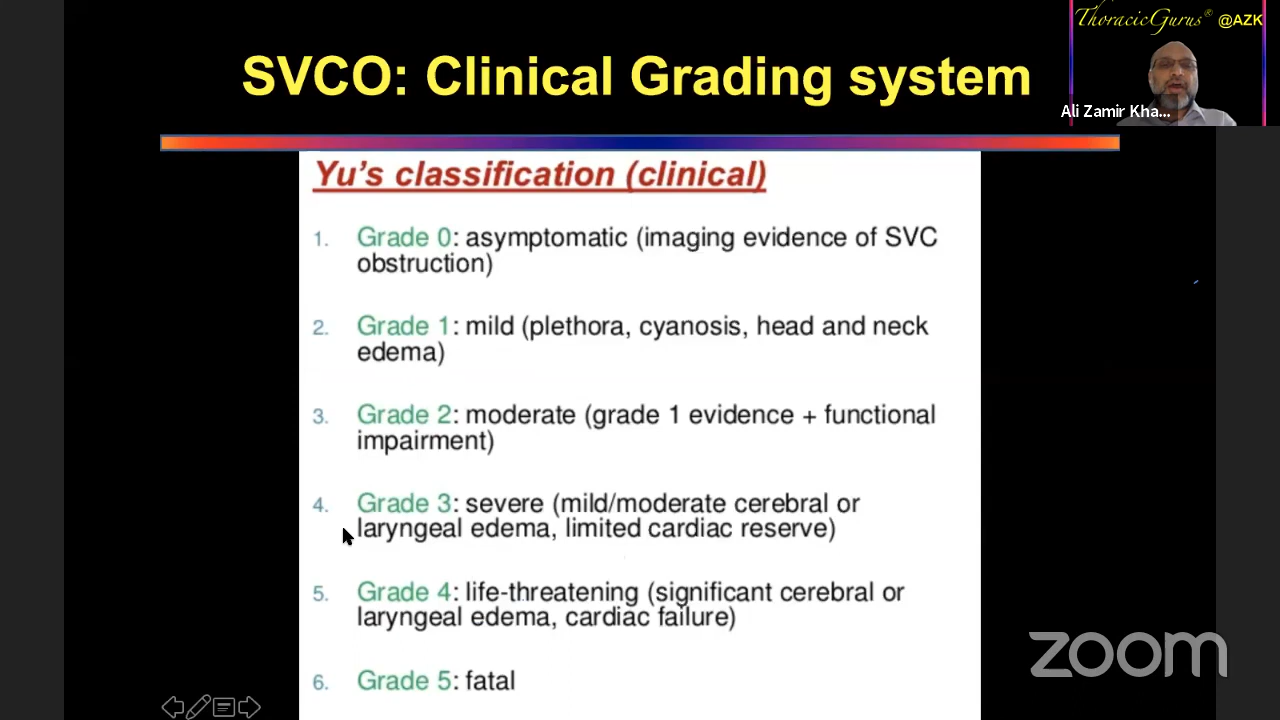 ThoracicGurus® @AZK
SVCO: Clinical Grading system
Ali Zamir Kha...
Yu's classification (clinical)
1. Grade 0: asymptomatic (imaging evidence of SVC
obstruction)
2. Grade 1: mild (plethora, cyanosis, head and neck
edema)
3. Grade 2: moderate (grade 1 evidence + functional
impairment)
4. Grade 3: severe (mild/moderate cerebral or
laryngeal edema, limited cardiac reserve)
5. Grade 4: life-threatening (significant cerebral or
laryngeal edema, cardiac failure)
6. Grade 5: fatal
zoom